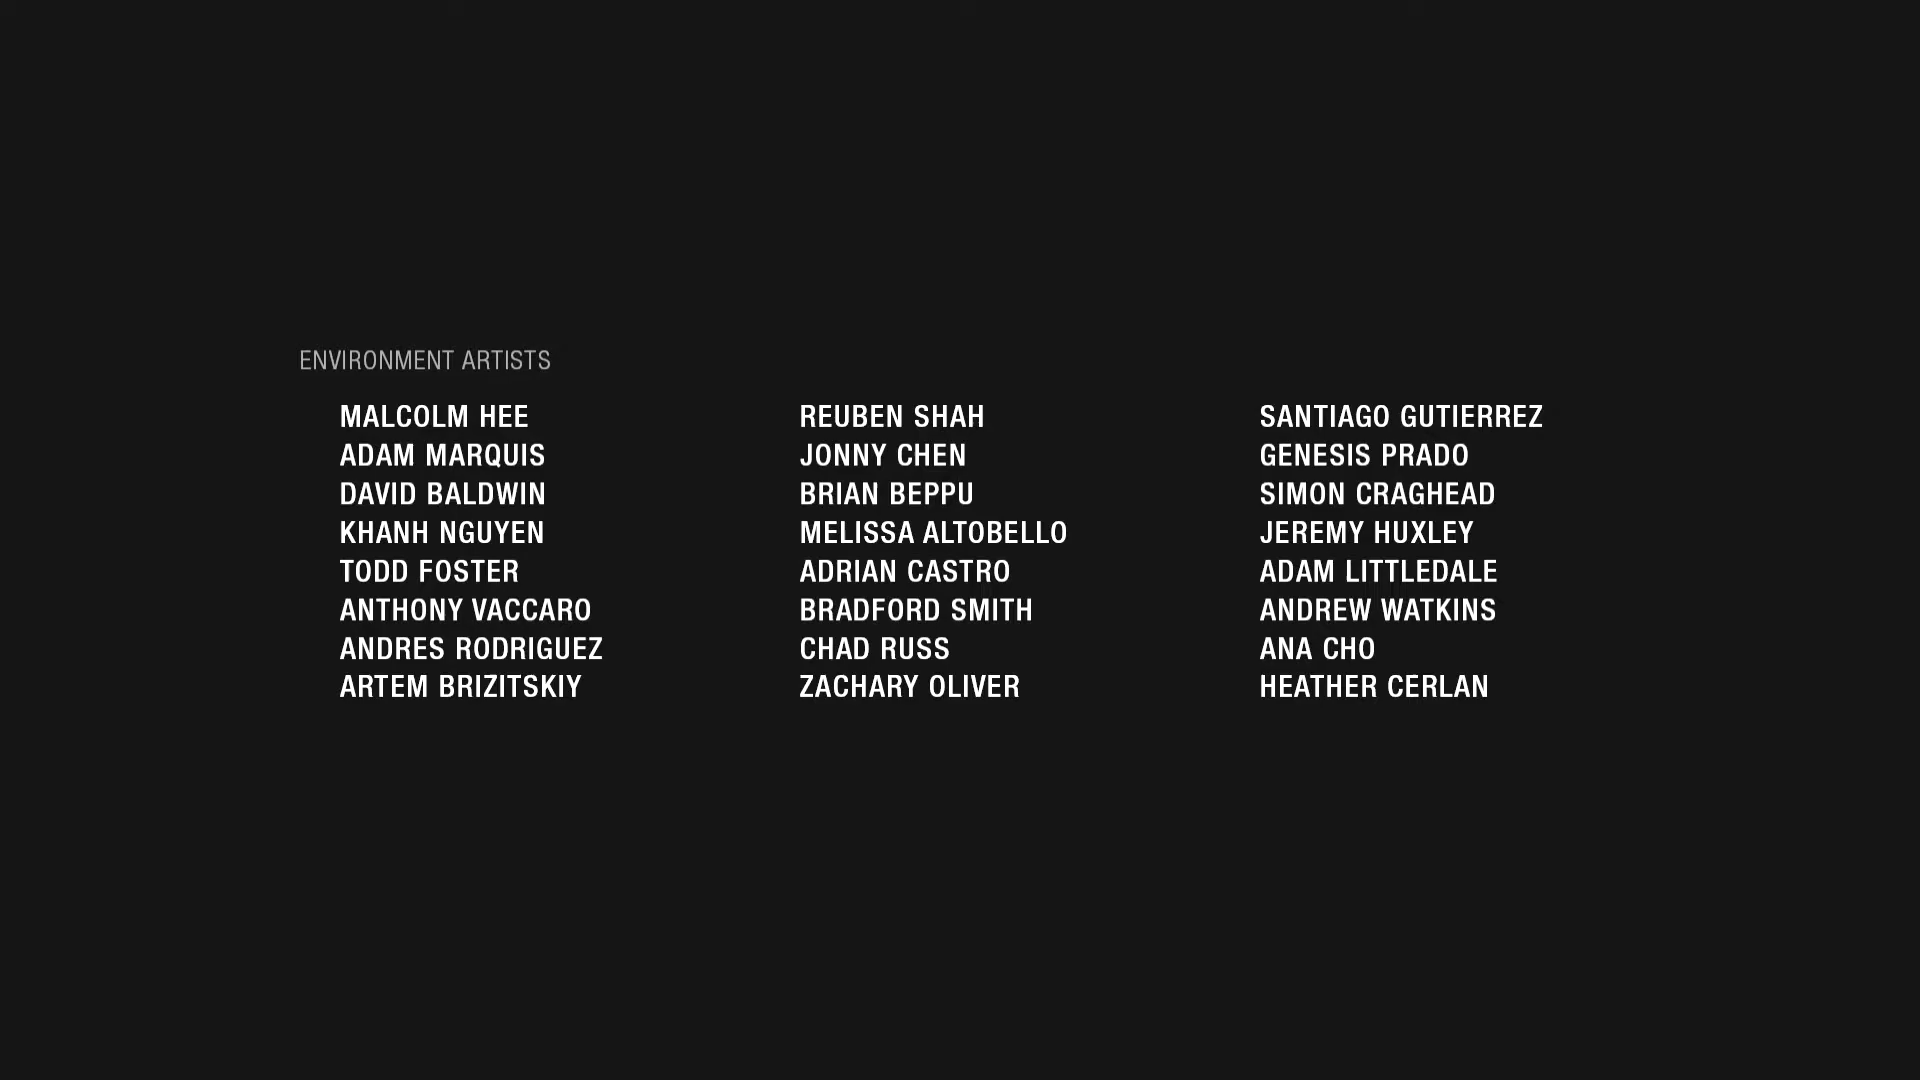 ENVIRONMENT ARTISTS
MALCOLM HEE
ADAM MARQUIS
DAVID BALDWIN
KHANH NGUYEN
TODD FOSTER
ANTHONY VACCARO
ANDRES RODRIGUEZ
ARTEM BRIZITSKIY
REUBEN SHAH
JONNY CHEN
BRIAN BEPPU
MELISSA ALTOBELLO
ADRIAN CASTRO
BRADFORD SMITH
CHAD RUSS
ZACHARY OLIVER
SANTIAGO GUTIERREZ
GENESIS PRADO
SIMON CRAGHEAD
JEREMY HUXLEY
ADAM LITTLEDALE
ANDREW WATKINS
ANA CHO
HEATHER CERLAN